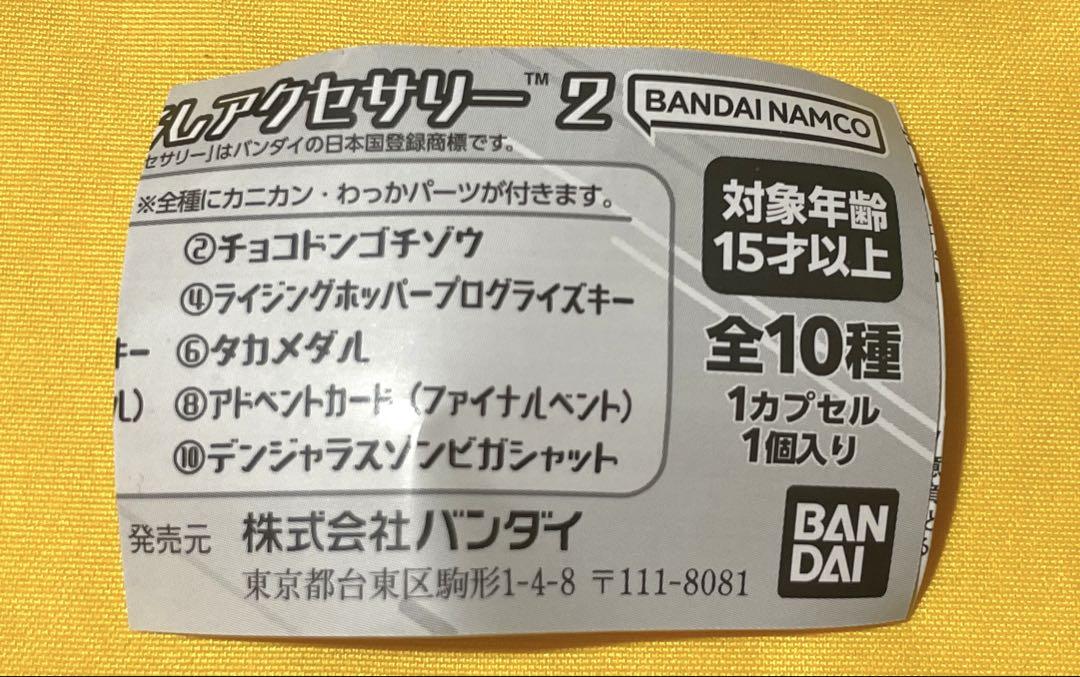 しアクセサリー™ 2
BANDAI NAMCO
セサリー」はバンダイの日本国登録商標です。
※全種にカニカン・わっかパーツが付きます。
②チョコドンゴチゾウ
④ライジングホッパープログライズキー
キー ⑥タカメダル
ル) ⑧アドベントカード(ファイナルベント)
⑩デンジャラスゾンビガシャット
対象年齢
15才以上
全10種
1カプセル
1個入り
発売元 株式会社バンダイ
東京都台東区駒形1-4-8 〒111-8081
BAN
DAI